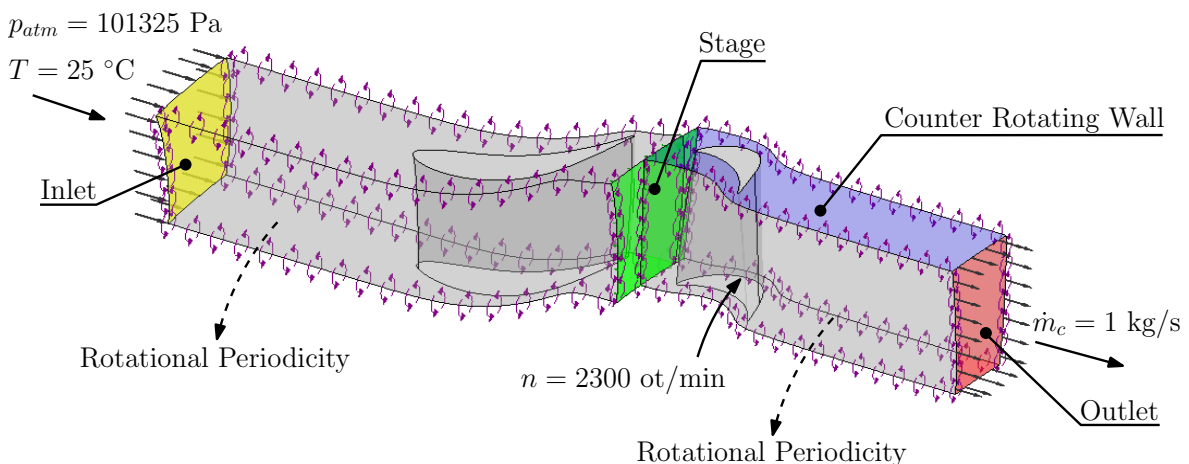 p_atm = 101325 Pa
T = 25 °C
Stage
Counter Rotating Wall
Inlet
ṁ_c = 1 kg/s
Rotational Periodicity
n = 2300 ot/min
Outlet
Rotational Periodicity